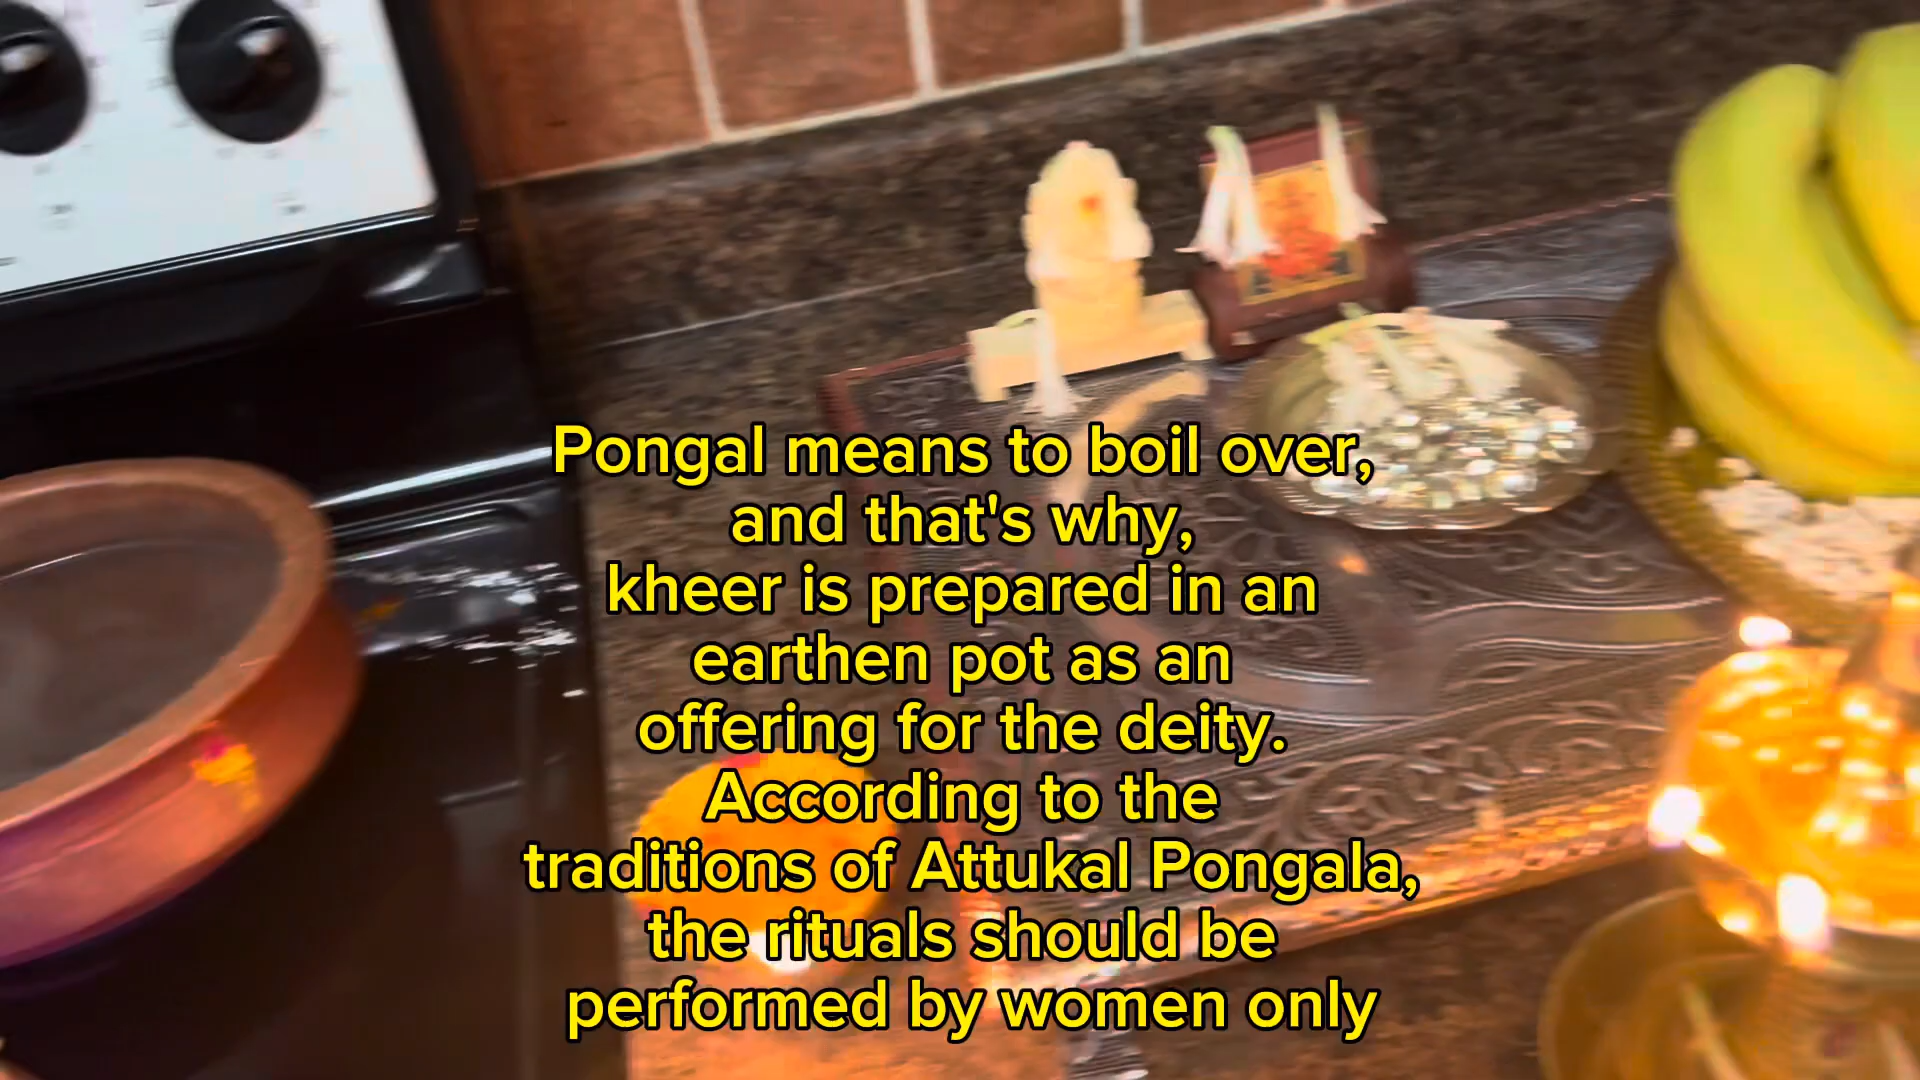 Pongal means to boil over,
and that's why,
kheer is prepared in an
earthen pot as an
offering for the deity.
According to the
traditions of Attukal Pongala,
the rituals should be
performed by women only